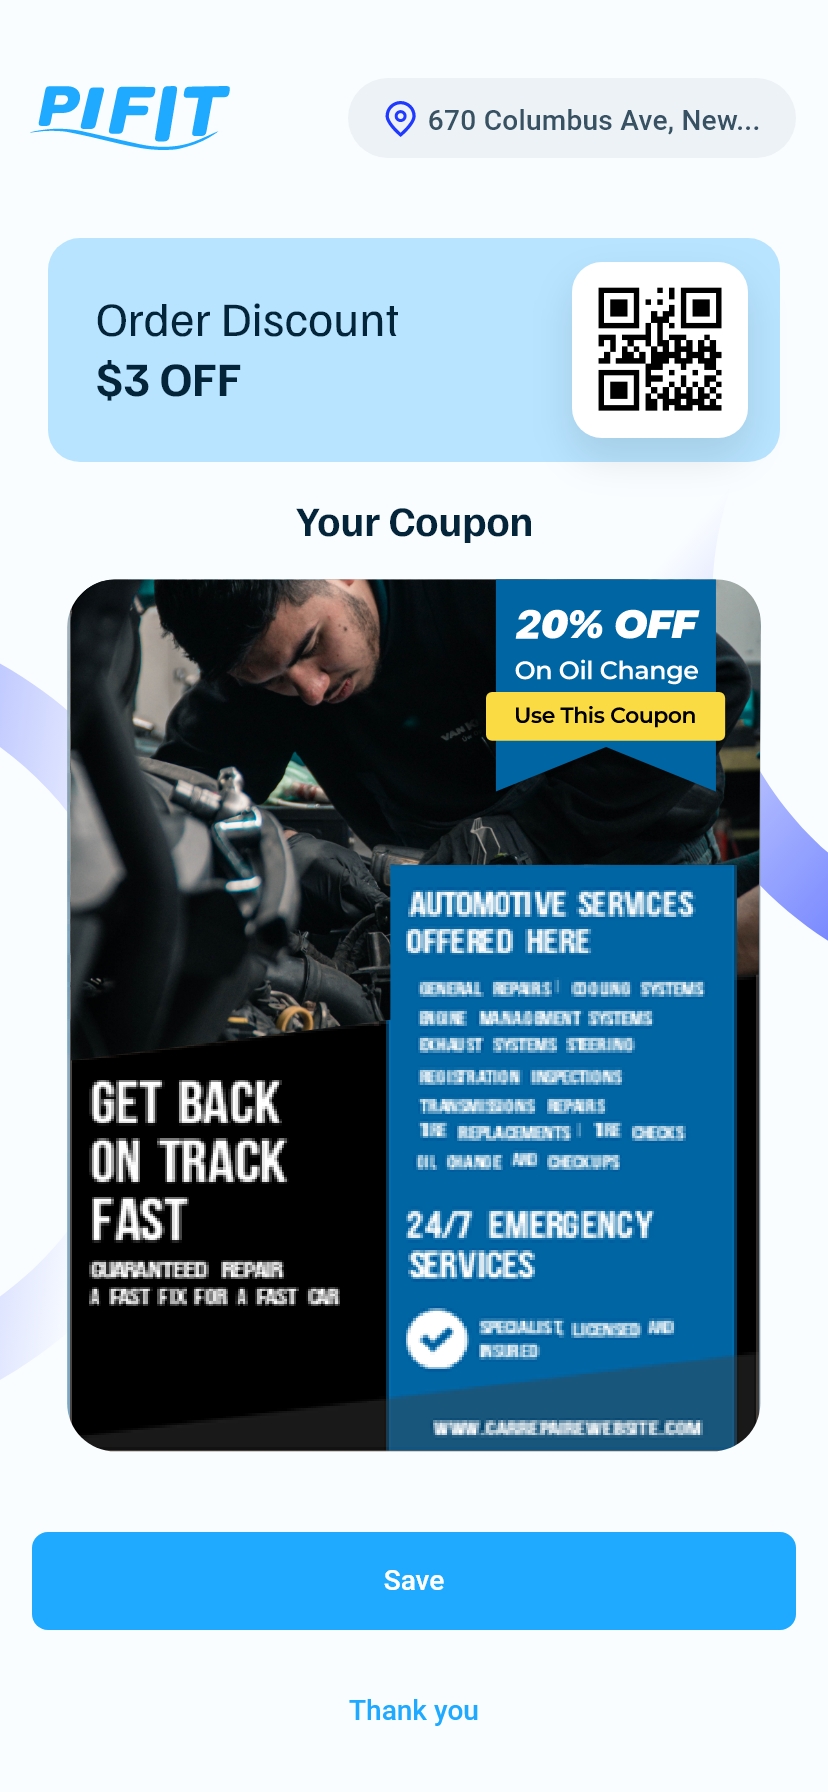 PIFIT
670 Columbus Ave, New...
Order Discount
$3 OFF
Your Coupon
20% OFF
On Oil Change
Use This Coupon
AUTOMOTIVE SERVICES
OFFERED HERE
GENERAL REPAIRS | COOLING SYSTEMS
ENGINE MANAGEMENT SYSTEMS
EXHAUST SYSTEMS STEERING
REGISTRATION INSPECTIONS
TRANSMISSIONS REPAIRS
TIRE REPLACEMENTS | TIRE CHECKS
OIL CHANGE AND CHECKUPS
GET BACK
ON TRACK
FAST
GUARANTEED REPAIR
A FAST FIX FOR A FAST CAR
24/7 EMERGENCY
SERVICES
SPECIALIST, LICENSED AND
INSURED
WWW.CARREPAIREWEBSITE.COM
Save
Thank you